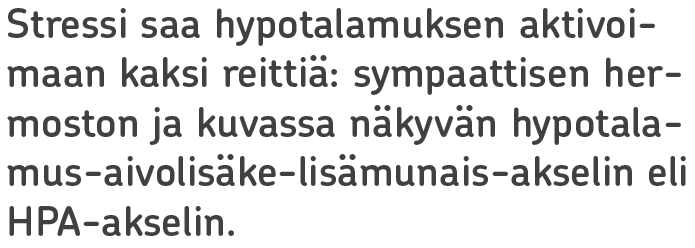 Stressi saa hypotalamuksen aktivoi-
maan kaksi reittiä: sympaattisen her-
moston ja kuvassa näkyvän hypotala-
mus-aivolisäke-lisämunais-akselin eli
HPA-akselin.